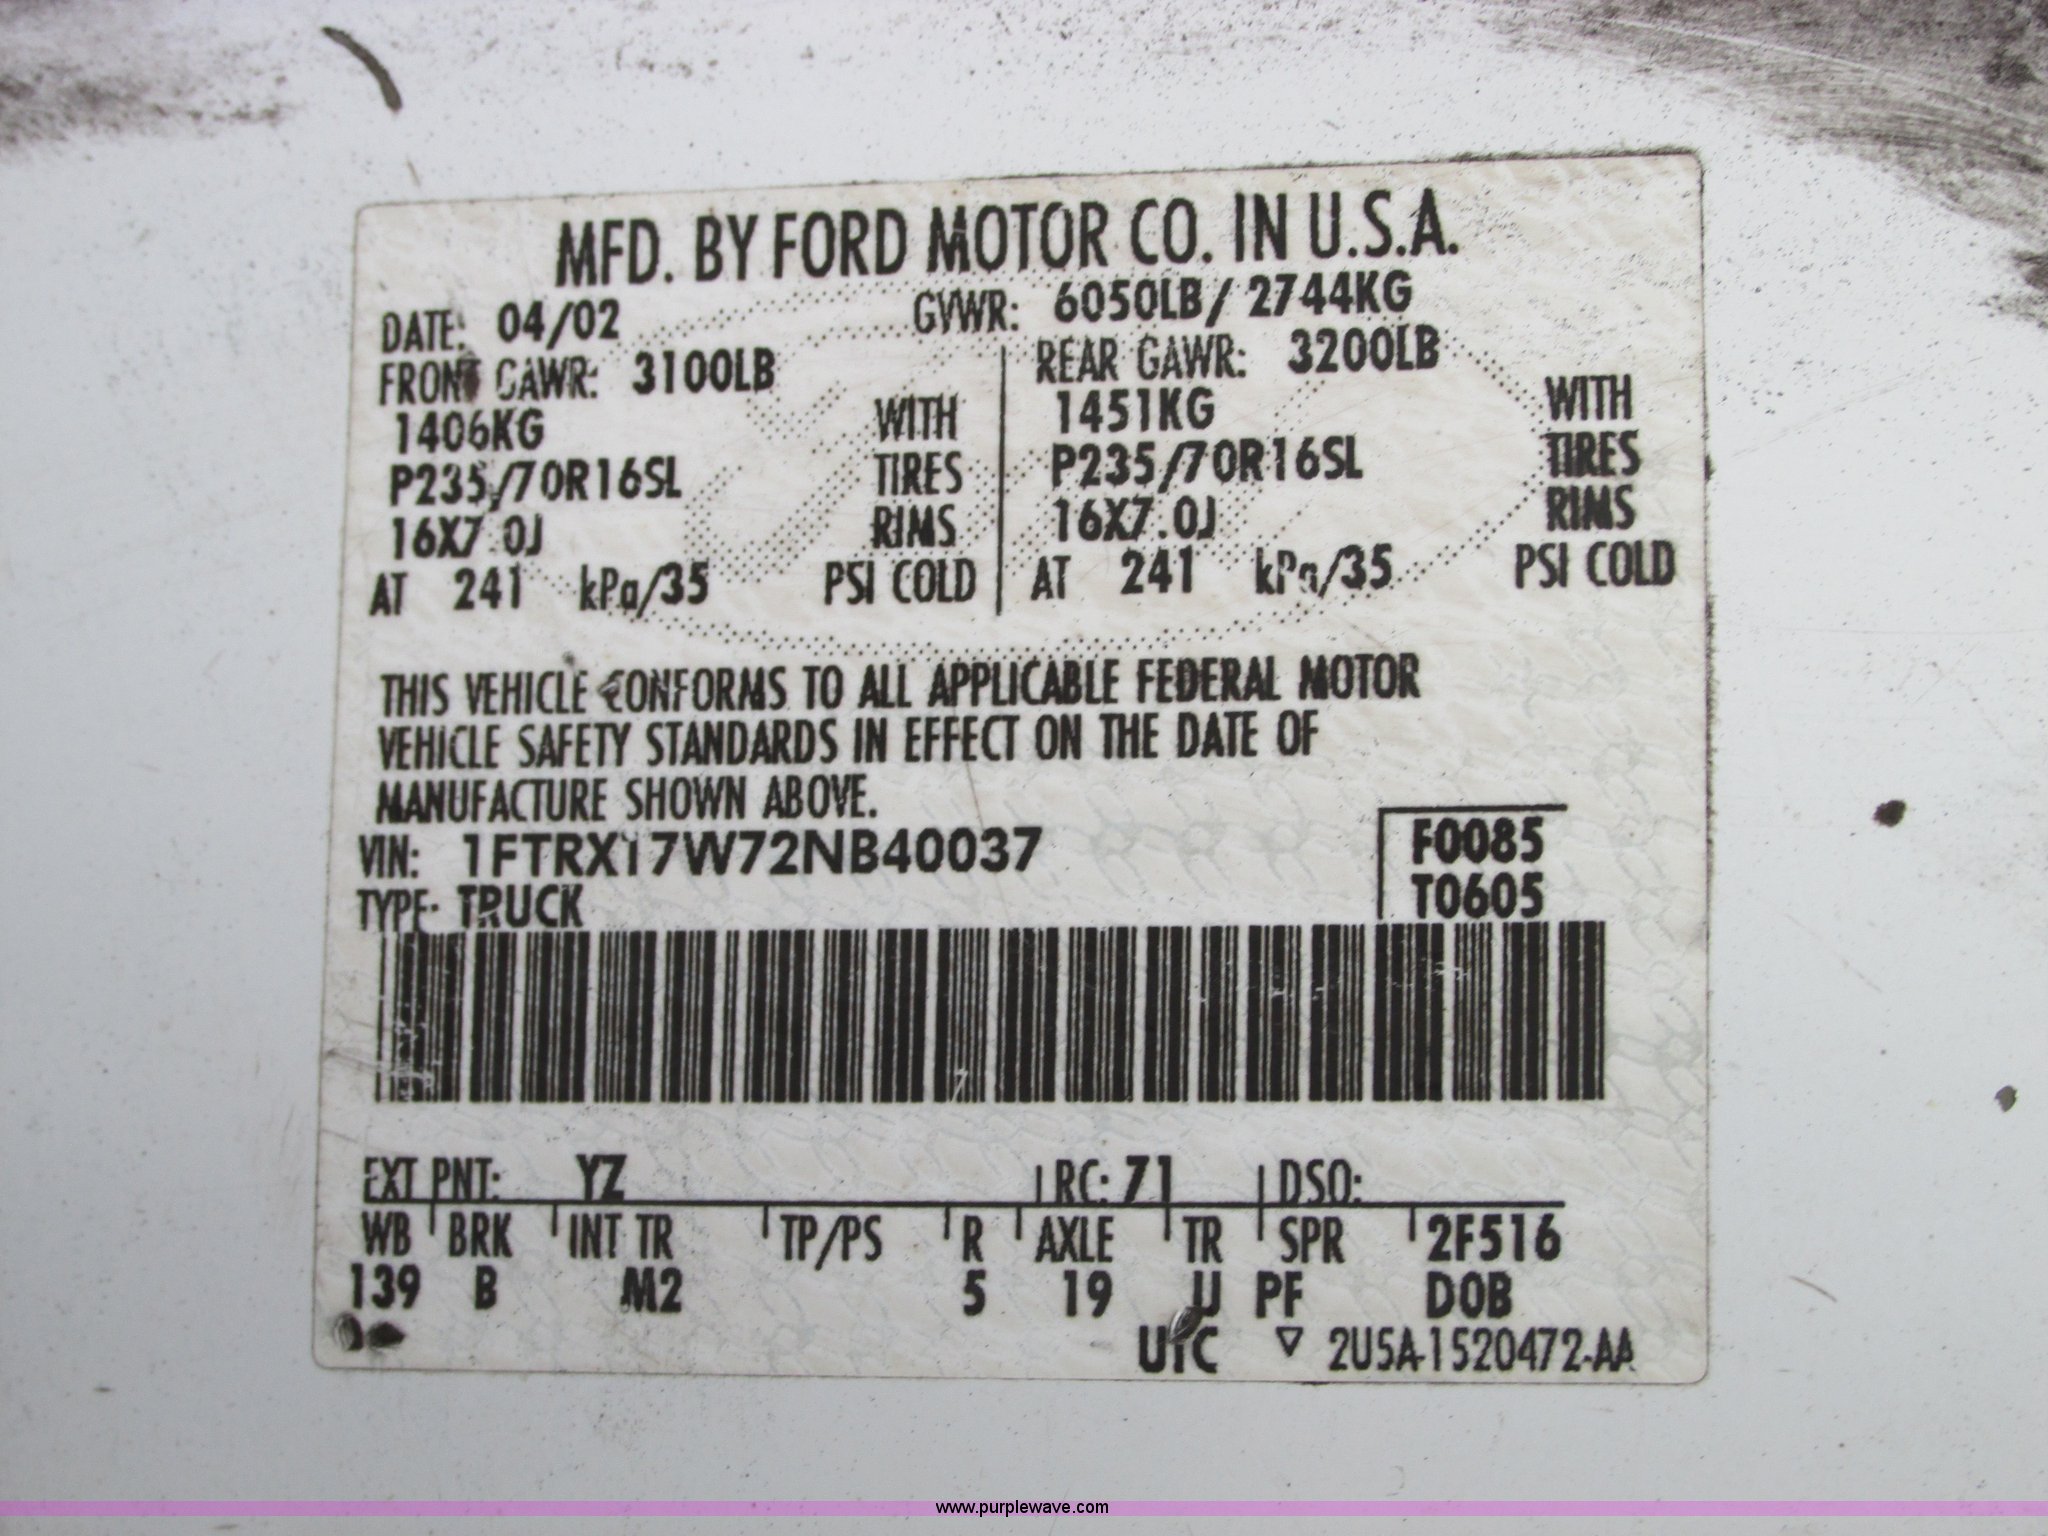 MFD. BY FORD MOTOR CO. IN U.S.A.
DATE: 04/02 GVWR: 6050LB/ 2744KG
FRONT GAWR: 3100LB REAR GAWR: 3200LB
1406KG WITH 1451KG WITH
P235/70R16SL TIRES P235/70R16SL TIRES
16X7.0J RIMS 16X7.0J RIMS
AT 241 kPa/35 PSI COLD AT 241 kPa/35 PSI COLD
THIS VEHICLE CONFORMS TO ALL APPLICABLE FEDERAL MOTOR
VEHICLE SAFETY STANDARDS IN EFFECT ON THE DATE OF
MANUFACTURE SHOWN ABOVE.
VIN: 1FTRX17W72NB40037 F0085
TYPE: TRUCK T0605
EXT PNT: YZ RC: 71 DSO:
WB BRK INT TR TP/PS R AXLE TR SPR 2F516
139 B M2 5 19 U PF DOB
UTC ▽ 2U5A-1520472-AA
www.purplewave.com